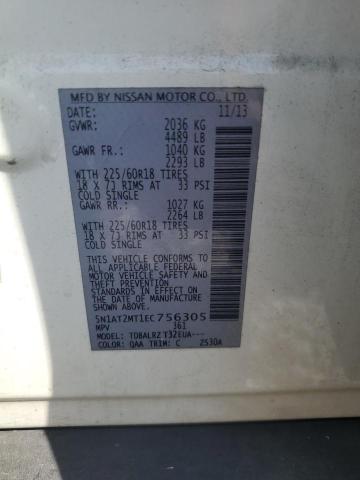 MFD BY NISSAN MOTOR CO., LTD.
DATE: 11/13
GVWR: 2036 KG
4489 LB
GAWR FR: 1040 KG
2293 LB
WITH 225/60R18 TIRES
18 X 7J RIMS AT 33 PSI
COLD SINGLE
GAWR RR: 1027 KG
2264 LB
WITH 225/60R18 TIRES
18 X 7J RIMS AT 33 PSI
COLD SINGLE
THIS VEHICLE CONFORMS TO ALL
APPLICABLE FEDERAL MOTOR
VEHICLE SAFETY AND BUMPER
STANDARDS IN EFFECT ON THE
DATE OF MANUFACTURE SHOWN
ABOVE.
5N1AT2MT1EC756305
MPV 361
MODEL: TDBALRZ T32EUA---
COLOR: QAA TRIM: C 2530A